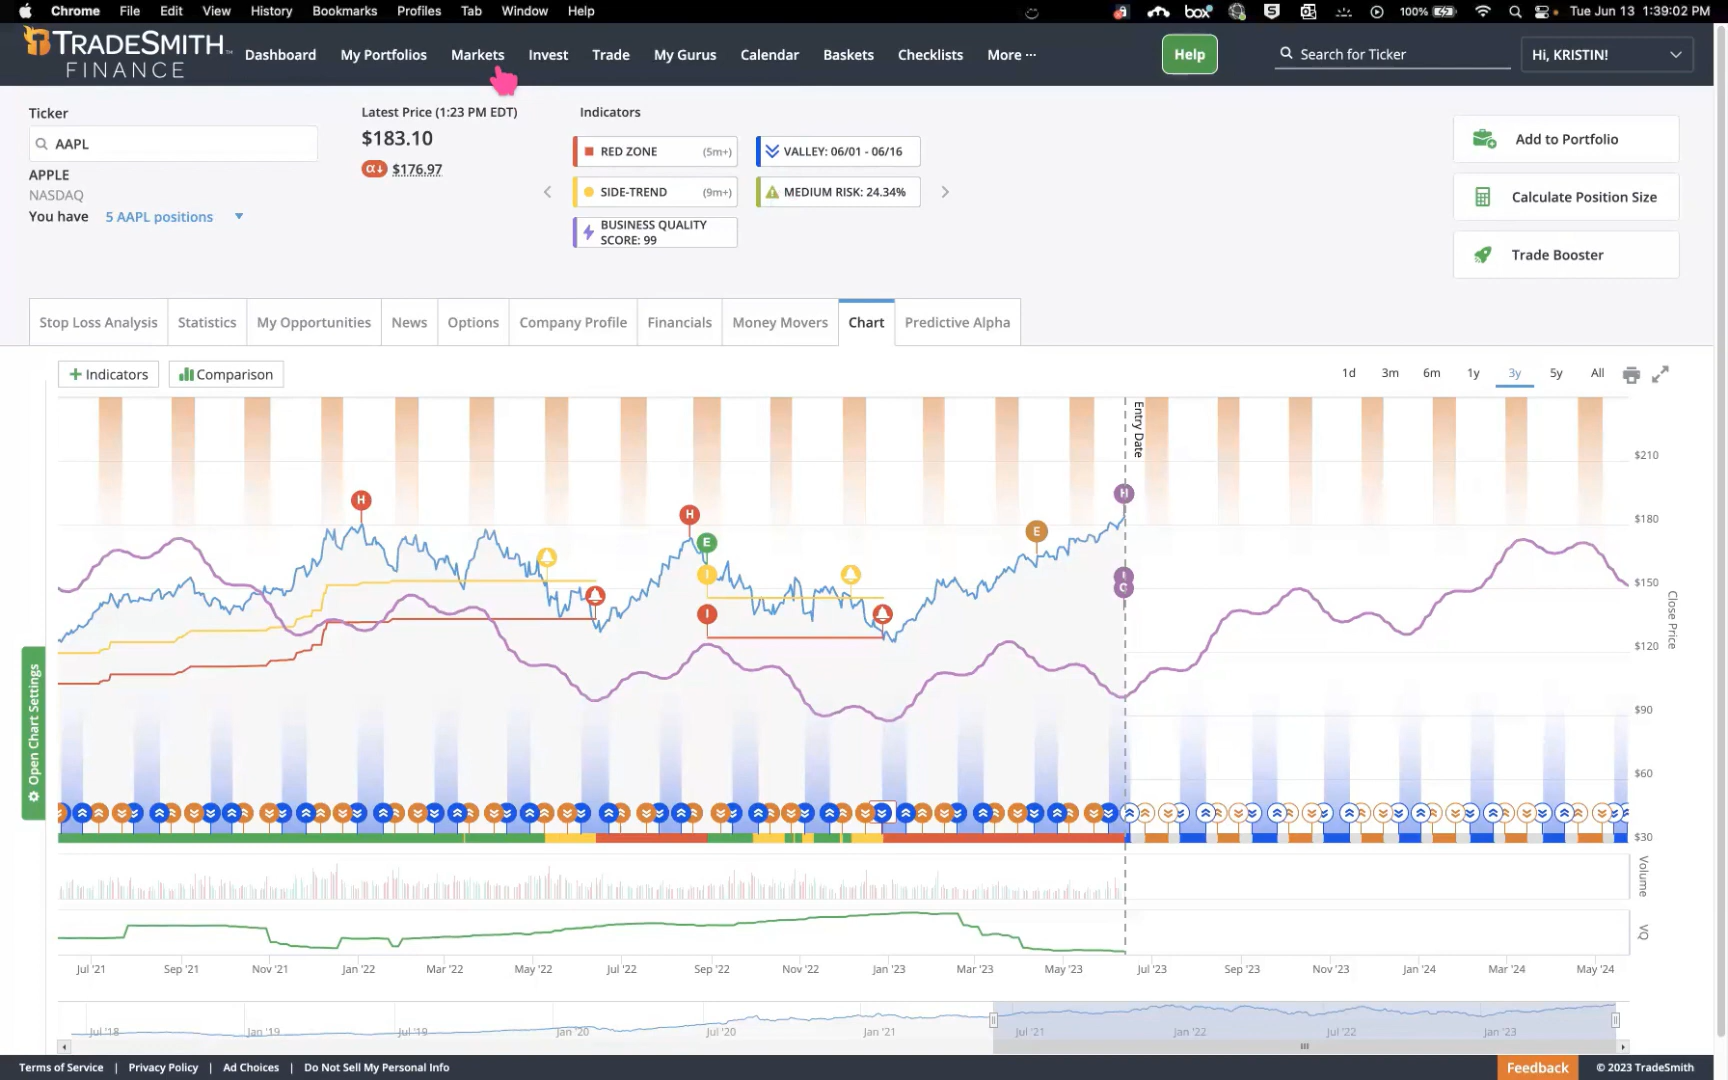 Chrome File Edit View History Bookmarks Profiles Tab Window Help box S 100% Tue Jun 13 1:39:02 PM
TRADESMITH
FINANCE
Dashboard My Portfolios Markets Invest Trade My Gurus Calendar Baskets Checklists More ··· Help Search for Ticker Hi, KRISTIN!
Ticker
AAPL
APPLE
NASDAQ
You have 5 AAPL positions
Latest Price (1:23 PM EDT)
$183.10
α↓ $176.97
Indicators
RED ZONE (5m+)
VALLEY: 06/01 - 06/16
SIDE-TREND (9m+)
MEDIUM RISK: 24.34%
BUSINESS QUALITY
SCORE: 99
Add to Portfolio
Calculate Position Size
Trade Booster
Stop Loss Analysis Statistics My Opportunities News Options Company Profile Financials Money Movers Chart Predictive Alpha
+ Indicators Comparison
1d 3m 6m 1y 3y 5y All
Entry Date
H
H
E
I
I
E
H
$210
$180
$150
$120
$90
$60
$30
Close Price
Volume
VQ
Open Chart Settings
Jul '21 Sep '21 Nov '21 Jan '22 Mar '22 May '22 Jul '22 Sep '22 Nov '22 Jan '23 Mar '23 May '23 Jul '23 Sep '23 Nov '23 Jan '24 Mar '24 May '24
Jul '18 Jan '19 Jul '19 Jan '20 Jul '20 Jan '21 Jul '21 Jan '22 Jul '22 Jan '23
Terms of Service | Privacy Policy | Ad Choices | Do Not Sell My Personal Info
Feedback
© 2023 TradeSmith